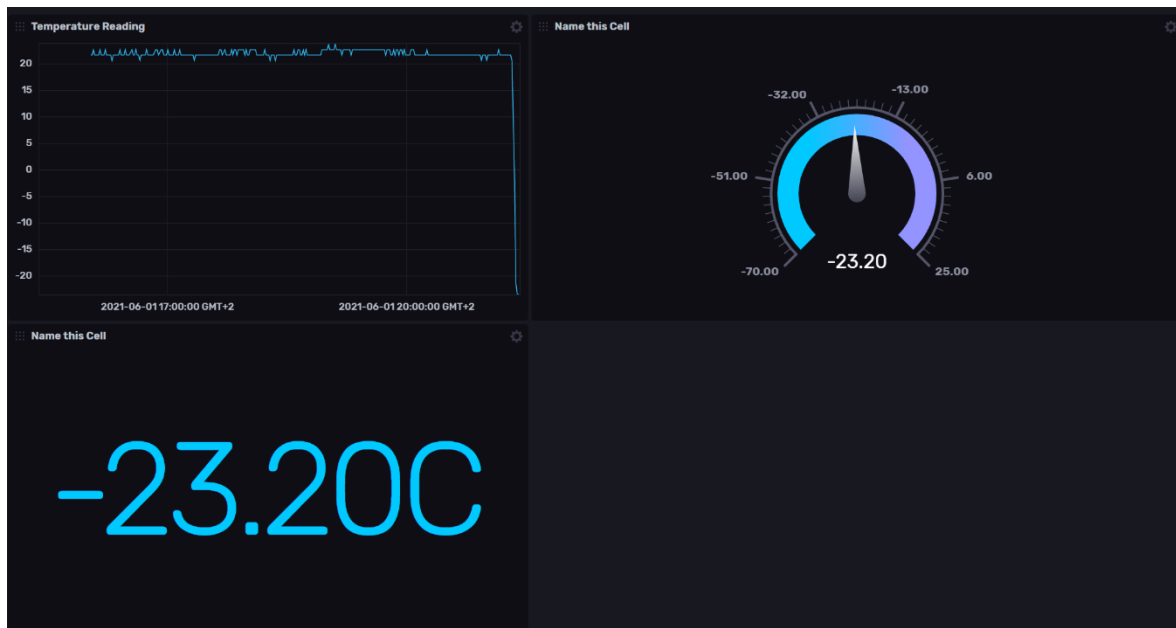 Temperature Reading
20
15
10
5
0
-5
-10
-15
-20
2021-06-01 17:00:00 GMT+2
2021-06-01 20:00:00 GMT+2
Name this Cell
-32.00
-13.00
-51.00
6.00
-70.00
-23.20
25.00
Name this Cell
-23.20C